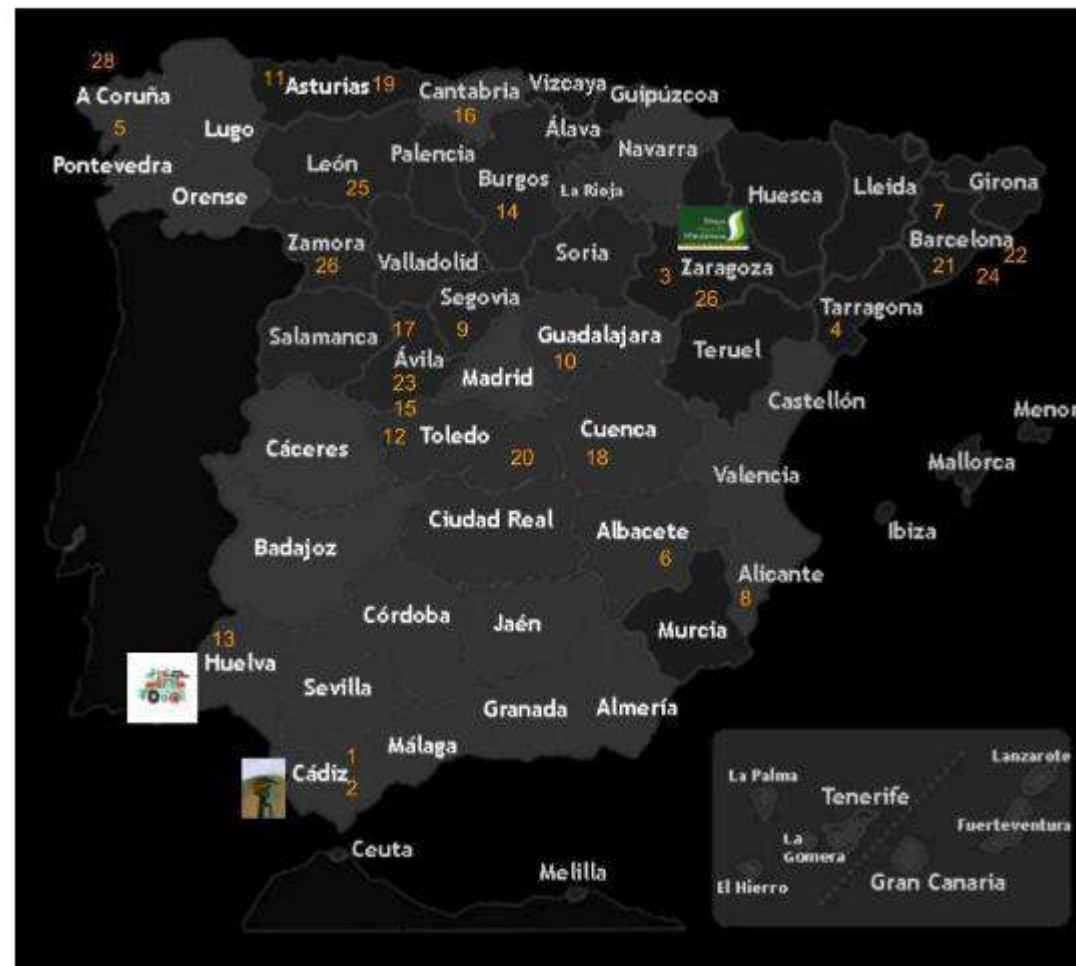 28
11 Asturias 19
Cantabria
Vizcaya
Guipúzcoa
A Coruña
5
Lugo
16
Álava
Navarra
Pontevedra
León
25
Palencia
Burgos
14
La Rioja
Huesca
Lleida
Girona
7
Orense
Zamora
26
Valladolid
Soria
3 Zaragoza
26
Barcelona
21
22
24
Segovia
9
Salamanca
17
Ávila
23
15
Madrid
Guadalajara
10
Teruel
Tarragona
4
Castellón
Menor
Cáceres
12 Toledo
20
Cuenca
18
Valencia
Mallorca
Ibiza
Badajoz
Ciudad Real
Albacete
6
Alicante
8
Córdoba
Jaén
Murcia
13
Huelva
Sevilla
Granada
Almería
Málaga
1
Cádiz
2
Ceuta
Melilla
Lanzarote
La Palma
Tenerife
Fuerteventura
La
Gomera
El Hierro
Gran Canaria